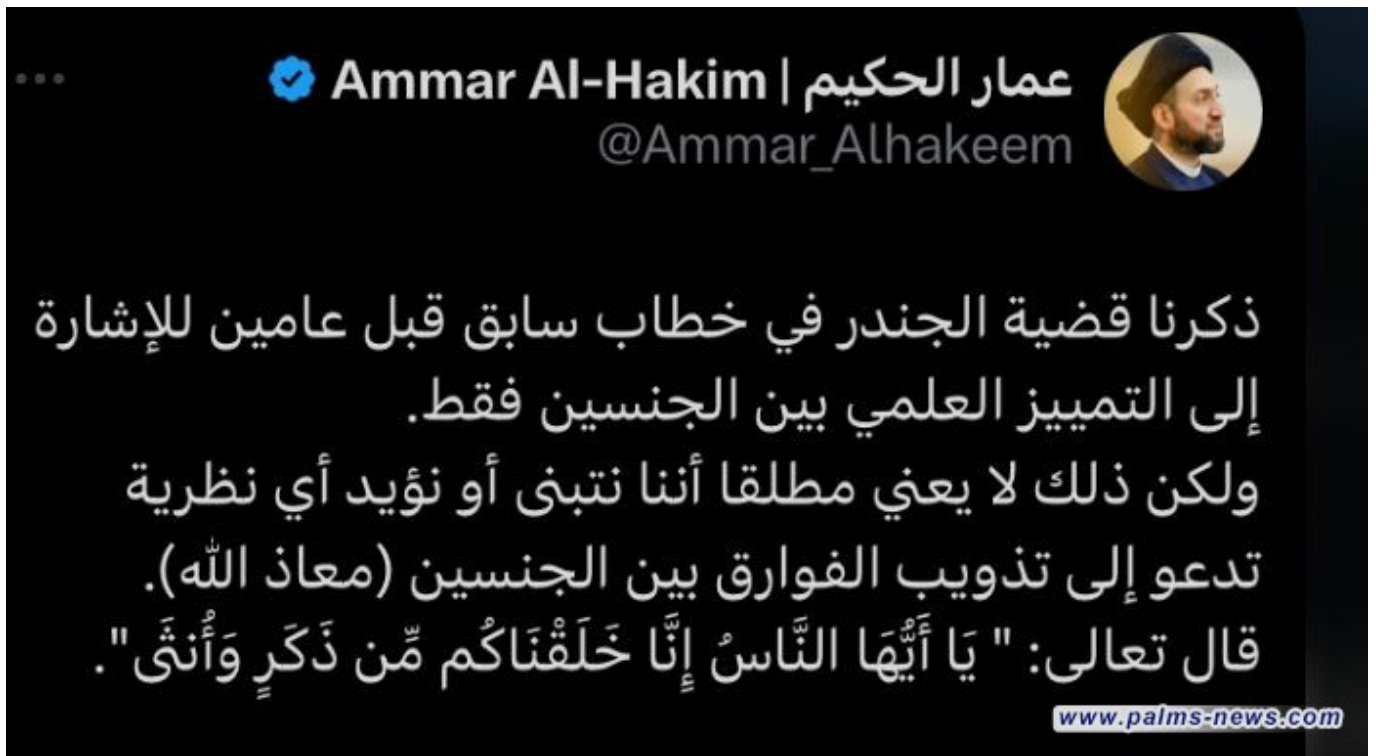 عمار الحكيم | Ammar Al-Hakim
@Ammar_Alhakeem
ذكرنا قضية الجندر في خطاب سابق قبل عامين للإشارة
إلى التمييز العلمي بين الجنسين فقط.
ولكن ذلك لا يعني مطلقا أننا نتبنى أو نؤيد أي نظرية
تدعو إلى تذويب الفوارق بين الجنسين (معاذ الله).
قال تعالى: " يَا أَيُّهَا النَّاسُ إِنَّا خَلَقْنَاكُم مِّن ذَكَرٍ وَأُنثَى".
www.palms-news.com